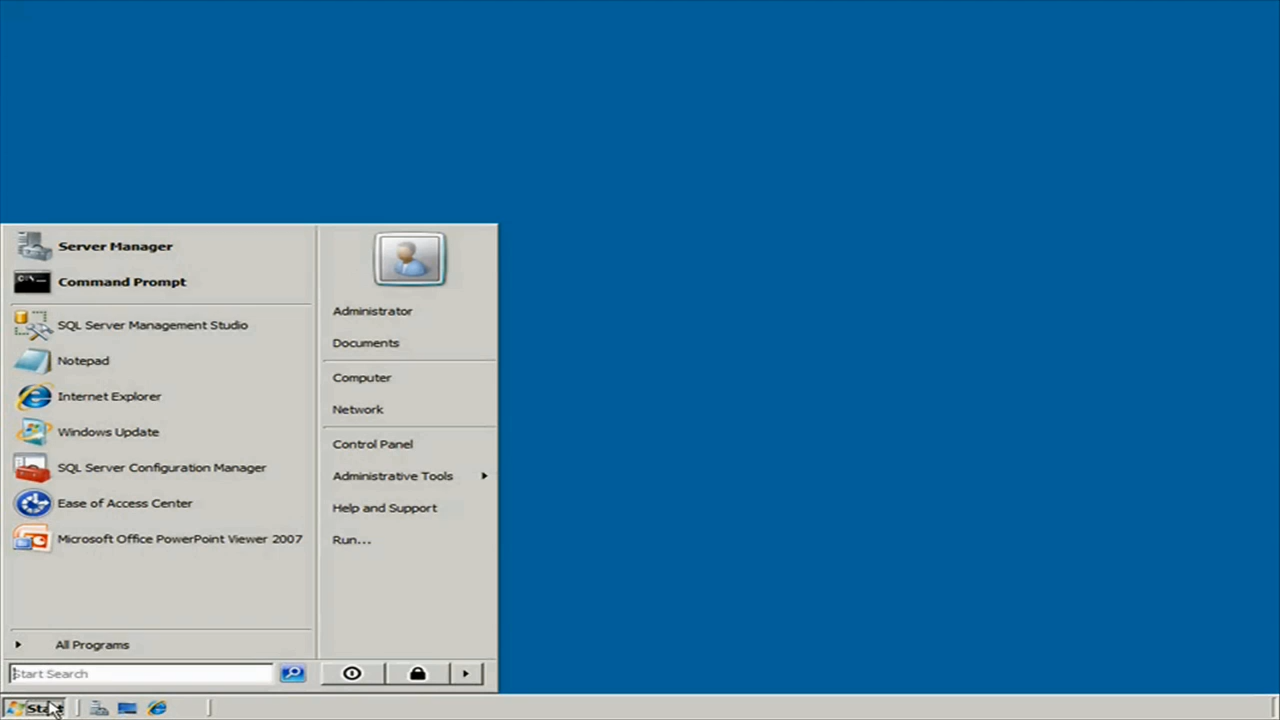 Server Manager
Command Prompt
SQL Server Management Studio
Notepad
Internet Explorer
Windows Update
SQL Server Configuration Manager
Ease of Access Center
Microsoft Office PowerPoint Viewer 2007
All Programs
Start Search
Administrator
Documents
Computer
Network
Control Panel
Administrative Tools
Help and Support
Run...
Start